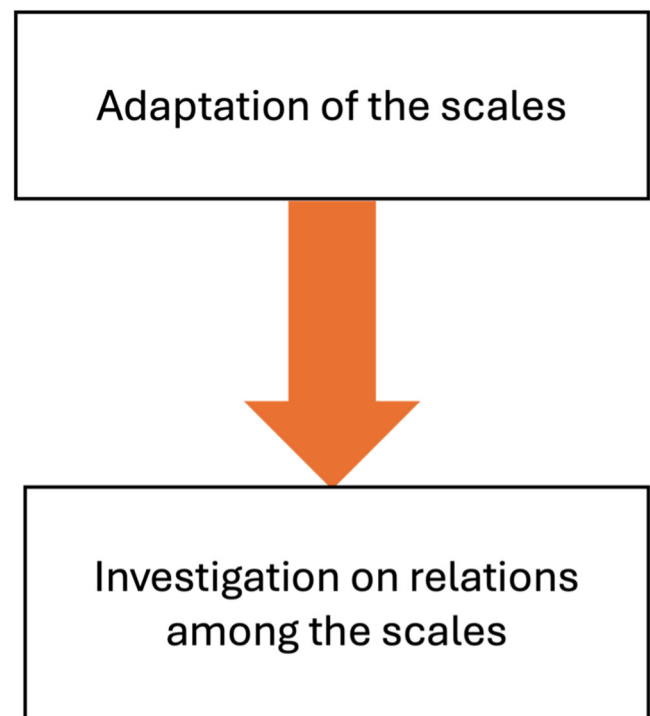 Adaptation of the scales
Investigation on relations
among the scales